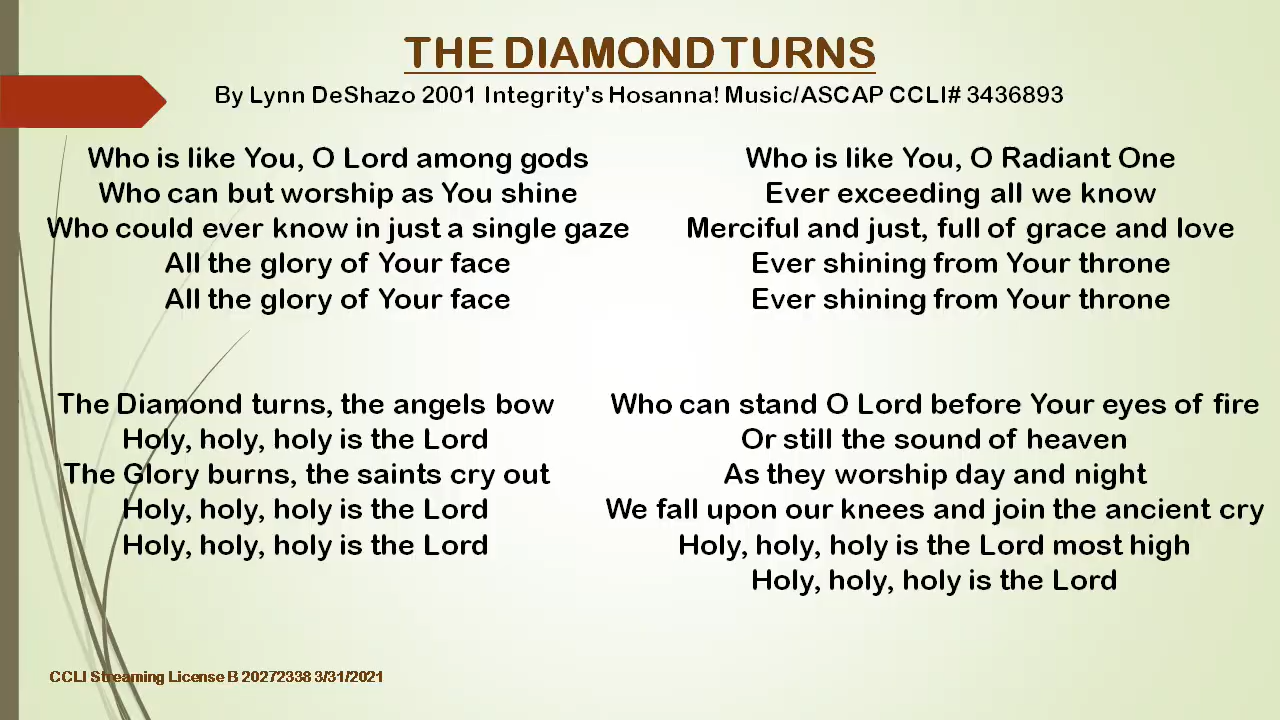 THE DIAMOND TURNS
By Lynn DeShazo 2001 Integrity's Hosanna! Music/ASCAP CCLI# 3436893
Who is like You, O Lord among gods
Who can but worship as You shine
Who could ever know in just a single gaze
All the glory of Your face
All the glory of Your face
Who is like You, O Radiant One
Ever exceeding all we know
Merciful and just, full of grace and love
Ever shining from Your throne
Ever shining from Your throne
The Diamond turns, the angels bow
Holy, holy, holy is the Lord
The Glory burns, the saints cry out
Holy, holy, holy is the Lord
Holy, holy, holy is the Lord
Who can stand O Lord before Your eyes of fire
Or still the sound of heaven
As they worship day and night
We fall upon our knees and join the ancient cry
Holy, holy, holy is the Lord most high
Holy, holy, holy is the Lord
CCLI Streaming License B 20272338 3/31/2021